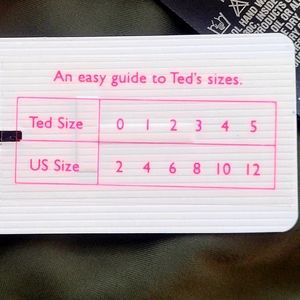 An easy guide to Ted's sizes.
Ted Size 0 1 2 3 4 5
US Size 2 4 6 8 10 12